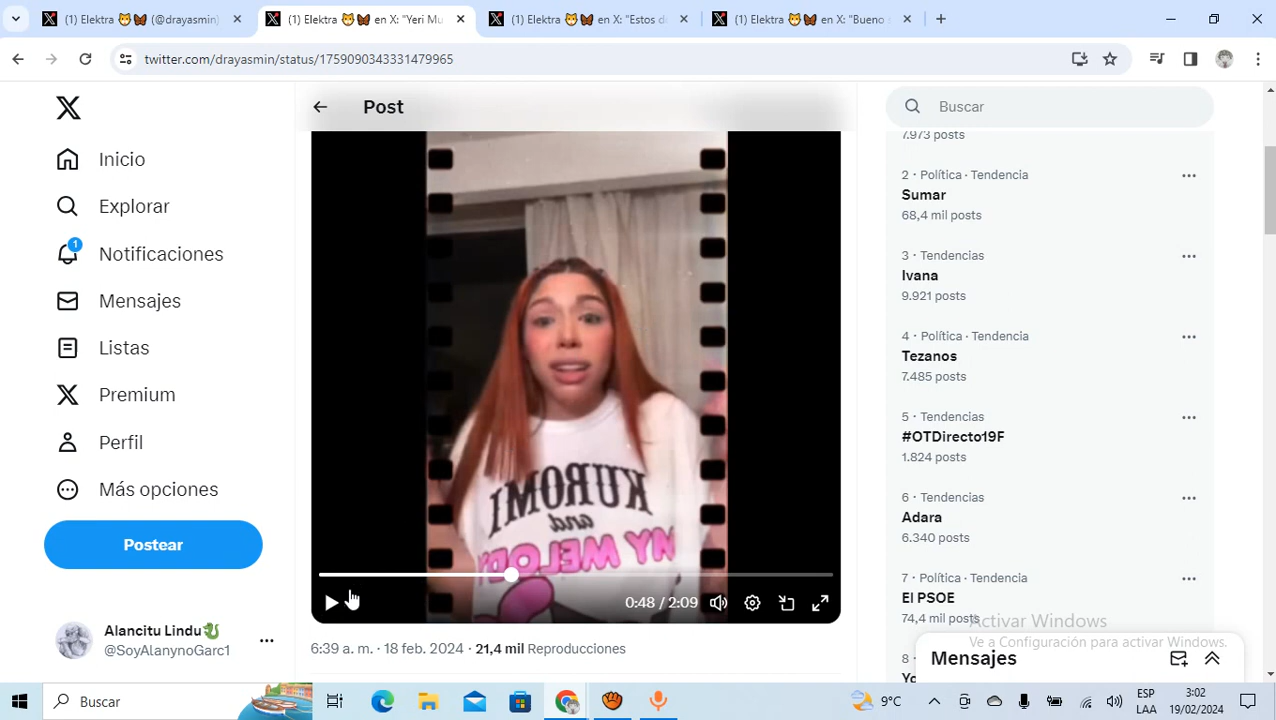 (1) Elektra 🐯🦋 (@drayasmin)
(1) Elektra 🐯🦋 en X: "Yeri Mu
(1) Elektra 🐯🦋 en X: "Estos d
(1) Elektra 🐯🦋 en X: "Bueno
twitter.com/drayasmin/status/1759090343331479965
Post
Buscar
Inicio
Explorar
1
Notificaciones
Mensajes
Listas
Premium
Perfil
Más opciones
Postear
Alancitu Lindu🐉
@SoyAlanynoGarc1
KUROMI
and
MY MELODY
0:48 / 2:09
6:39 a. m. · 18 feb. 2024 · 21,4 mil Reproducciones
7.973 posts
2 · Política · Tendencia
Sumar
68,4 mil posts
3 · Tendencias
Ivana
9.921 posts
4 · Política · Tendencia
Tezanos
7.485 posts
5 · Tendencias
#OTDirecto19F
1.824 posts
6 · Tendencias
Adara
6.340 posts
7 · Política · Tendencia
El PSOE
74,4 mil posts
8 ·
Activar Windows
Ve a Configuración para activar Windows.
Mensajes
Buscar
9°C
ESP
LAA
3:02
19/02/2024